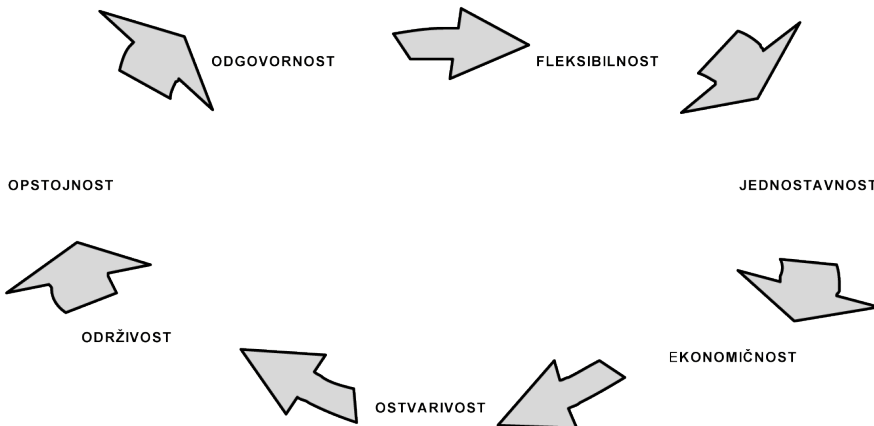 ODGOVORNOST
FLEKSIBILNOST
OPSTOJNOST
JEDNOSTAVNOST
ODRŽIVOST
EKONOMIČNOST
OSTVARIVOST